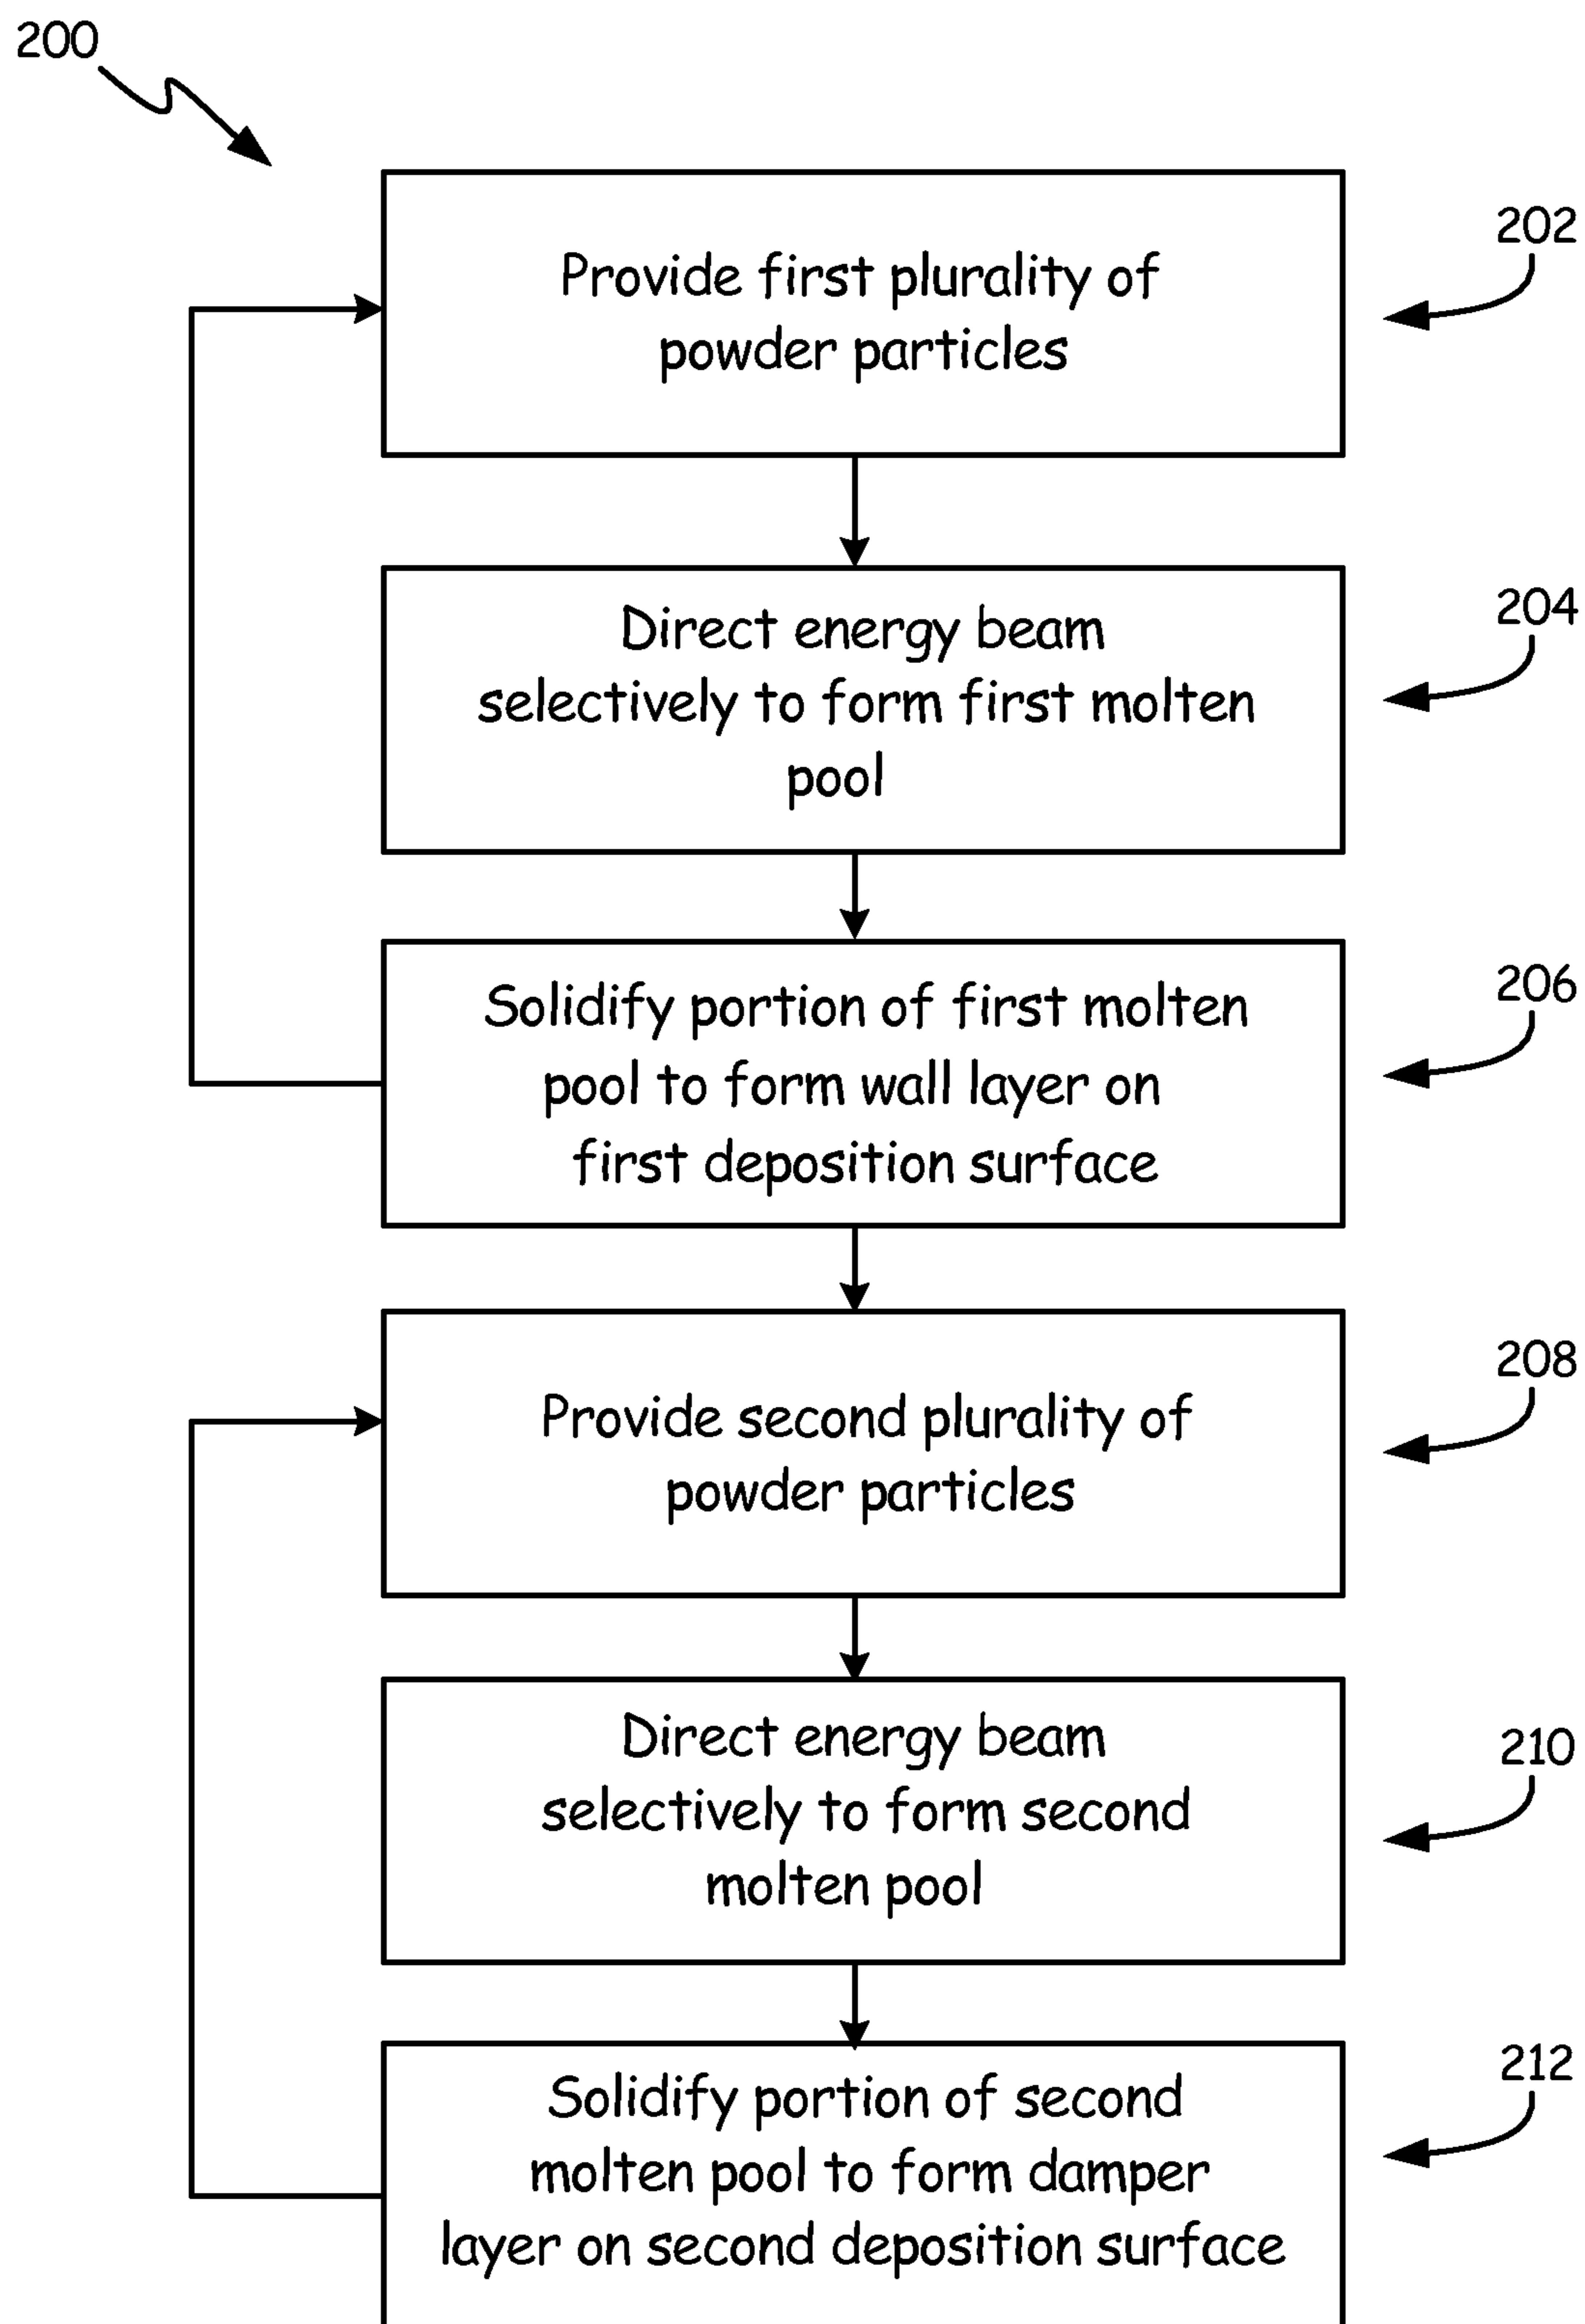 200
Provide first plurality of
powder particles
202
Direct energy beam
selectively to form first molten
pool
204
Solidify portion of first molten
pool to form wall layer on
first deposition surface
206
Provide second plurality of
powder particles
208
Direct energy beam
selectively to form second
molten pool
210
Solidify portion of second
molten pool to form damper
layer on second deposition surface
212